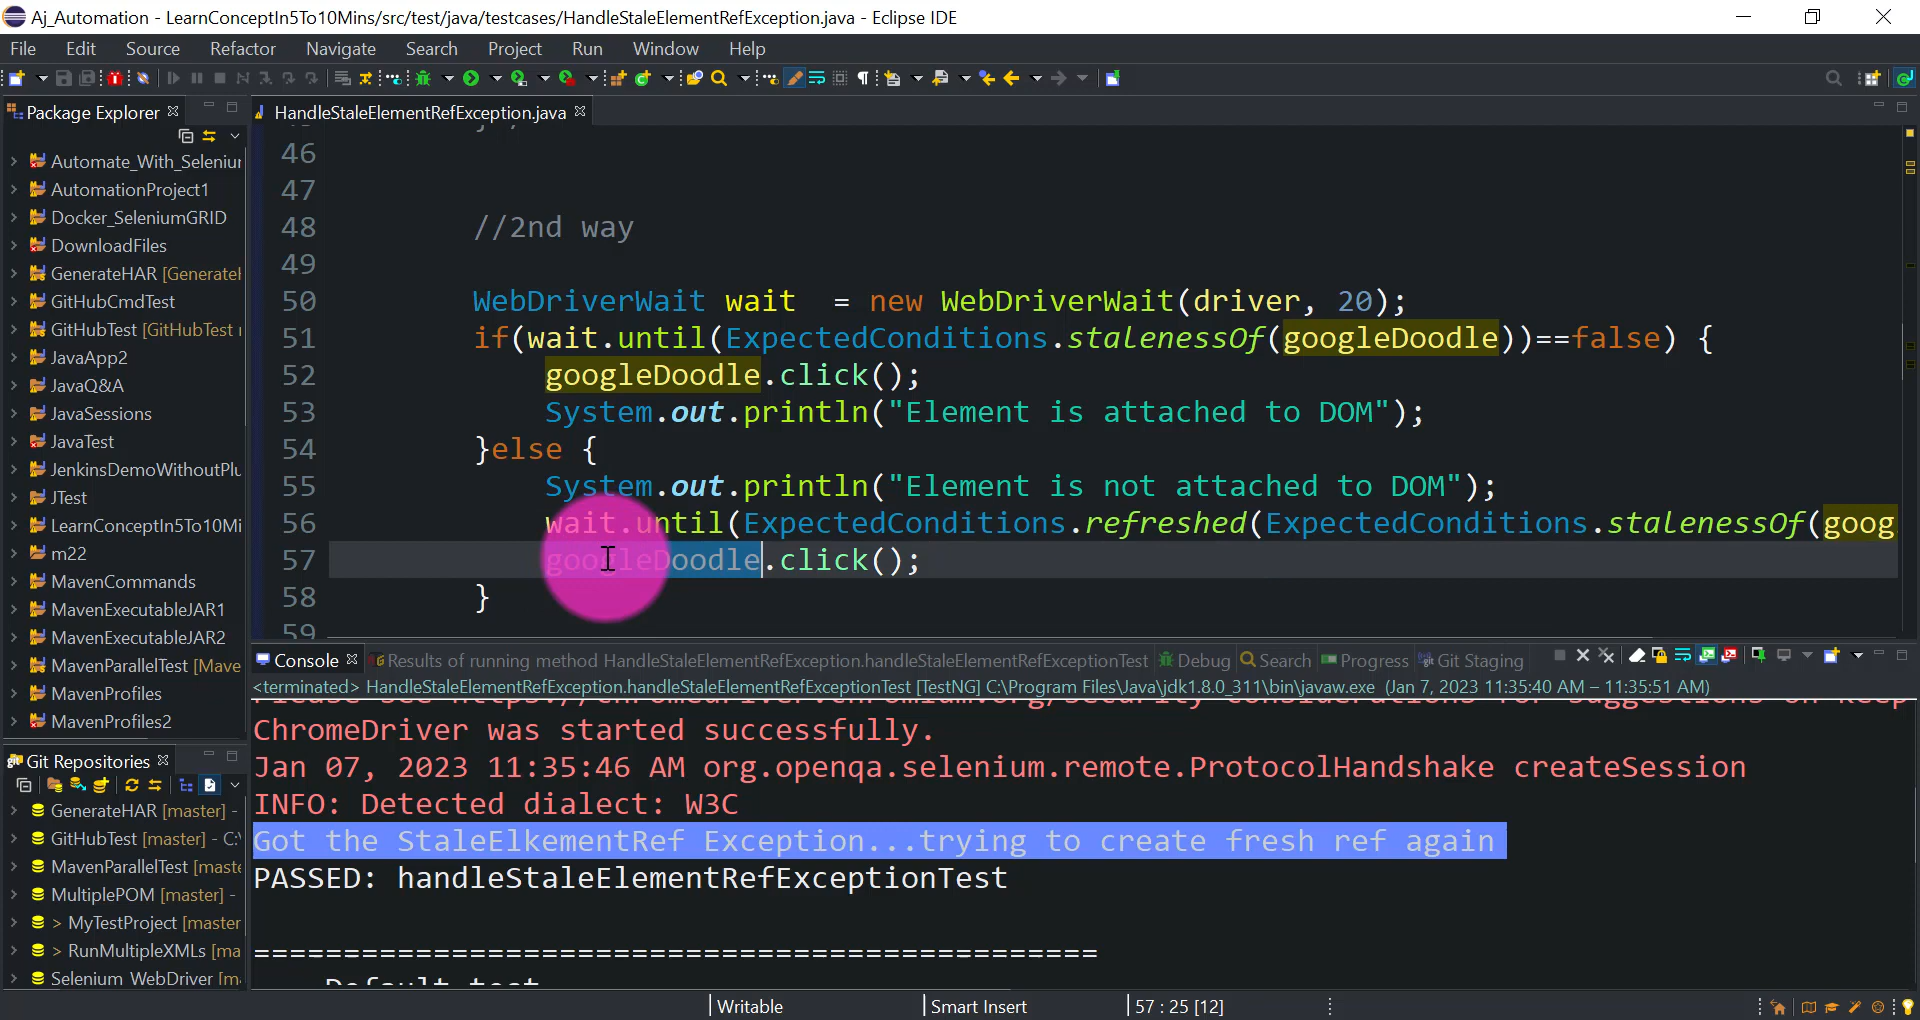 Aj_Automation - LearnConceptIn5To10Mins/src/test/java/testcases/HandleStaleElementRefException.java - Eclipse IDE
File Edit Source Refactor Navigate Search Project Run Window Help
Package Explorer
Automate_With_Seleniu
AutomationProject1
Docker_SeleniumGRID
DownloadFiles
GenerateHAR [Generatel
GitHubCmdTest
GitHubTest [GitHubTest
JavaApp2
JavaQ&A
JavaSessions
JavaTest
JenkinsDemoWithoutPlu
JTest
LearnConceptIn5To10Mi
m22
MavenCommands
MavenExecutableJAR1
MavenExecutableJAR2
MavenParallelTest [Mave
MavenProfiles
MavenProfiles2
Git Repositories
GenerateHAR [master] -
GitHubTest [master] - C:\
MavenParallelTest [maste
MultiplePOM [master] -
> MyTestProject [master
> RunMultipleXMLs [ma
Selenium WebDriver [m
HandleStaleElementRefException.java
46
47
48 //2nd way
49
50 WebDriverWait wait = new WebDriverWait(driver, 20);
51 if(wait.until(ExpectedConditions.stalenessOf(googleDoodle))==false) {
52 googleDoodle.click();
53 System.out.println("Element is attached to DOM");
54 }else {
55 System.out.println("Element is not attached to DOM");
56 wait.until(ExpectedConditions.refreshed(ExpectedConditions.stalenessOf(goog
57 googleDoodle.click();
58 }
59
Console Results of running method HandleStaleElementRefException.handleStaleElementRefExceptionTest Debug Search Progress Git Staging
<terminated> HandleStaleElementRefException.handleStaleElementRefExceptionTest [TestNG] C:\Program Files\Java\jdk1.8.0_311\bin\javaw.exe (Jan 7, 2023 11:35:40 AM – 11:35:51 AM)
ChromeDriver was started successfully.
Jan 07, 2023 11:35:46 AM org.openqa.selenium.remote.ProtocolHandshake createSession
INFO: Detected dialect: W3C
Got the StaleElkementRef Exception...trying to create fresh ref again
PASSED: handleStaleElementRefExceptionTest
===============================================
Default test
Writable Smart Insert 57 : 25 [12]